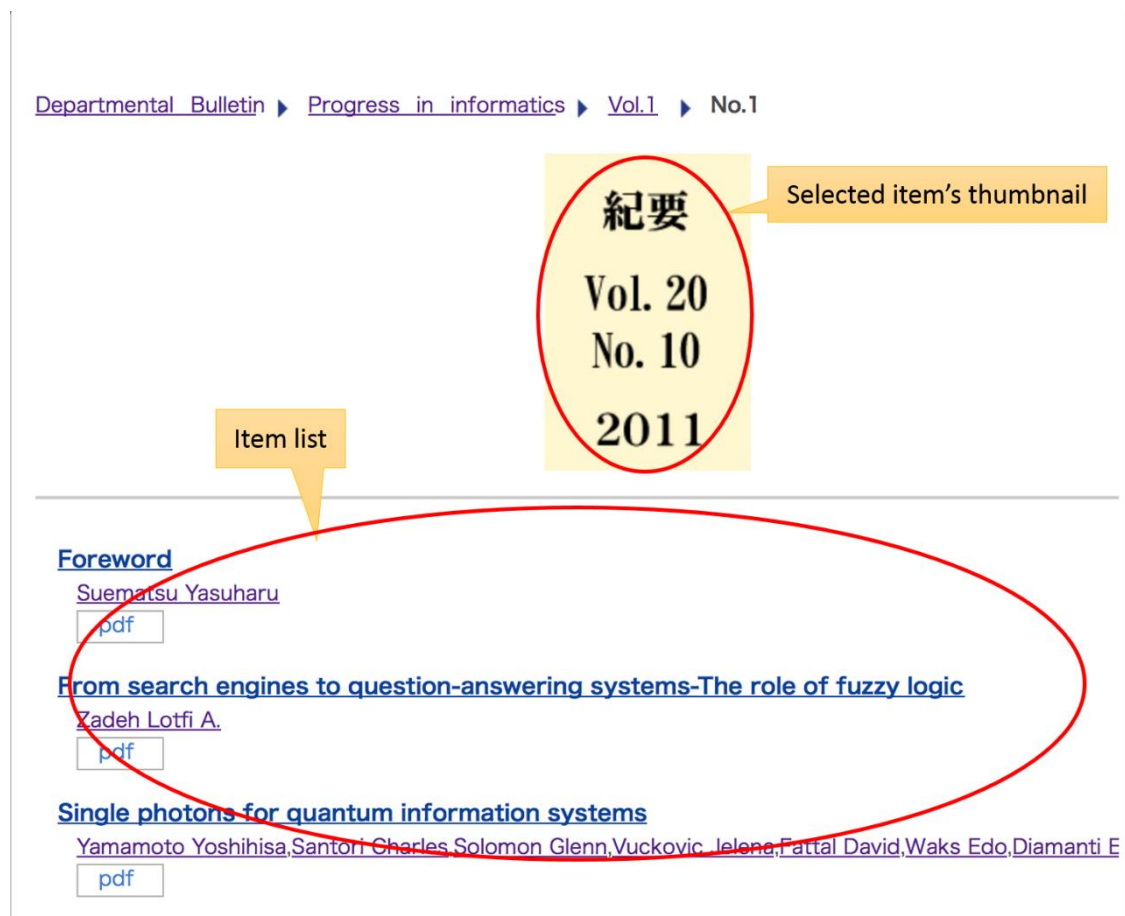 Departmental Bulletin ▶ Progress in informatics ▶ Vol.1 ▶ No.1
紀要
Selected item’s thumbnail
Vol. 20
No. 10
2011
Item list
Foreword
Suematsu Yasuharu
pdf
From search engines to question-answering systems-The role of fuzzy logic
Zadeh Lotfi A.
pdf
Single photons for quantum information systems
Yamamoto Yoshihisa,Santori Charles,Solomon Glenn,Vuckovic Jelena,Fattal David,Waks Edo,Diamanti E
pdf